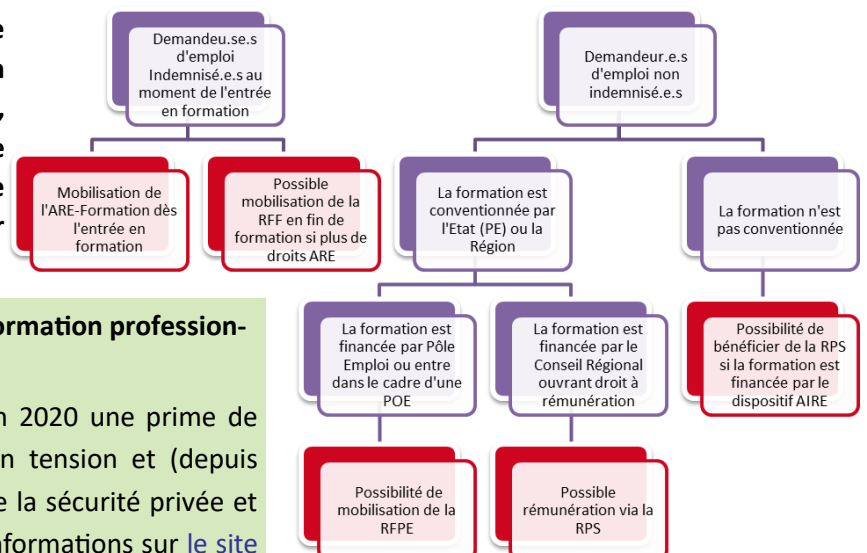 e
n
,
e
e
r
Demandeu.se.s
d'emploi
Indemnisé.e.s au
moment de l'entrée
en formation
Demandeur.e.s
d'emploi non
indemnisé.e.s
Mobilisation de
l'ARE-Formation dès
l'entrée en
formation
Possible
mobilisation de la
RFF en fin de
formation si plus de
droits ARE
La formation est
conventionnée par
l'Etat (PE) ou la
Région
La formation n'est
pas conventionnée
La formation est
financée par Pôle
Emploi ou entre
dans le cadre d'une
POE
La formation est
financée par le
Conseil Régional
ouvrant droit à
rémunération
Possibilité de
bénéficier de la RPS
si la formation est
financée par le
dispositif AIRE
Possibilité de
mobilisation de la
RFPE
Possible
rémunération via la
RPS
ormation profession-
n 2020 une prime de
n tension et (depuis
e la sécurité privée et
nformations sur le site